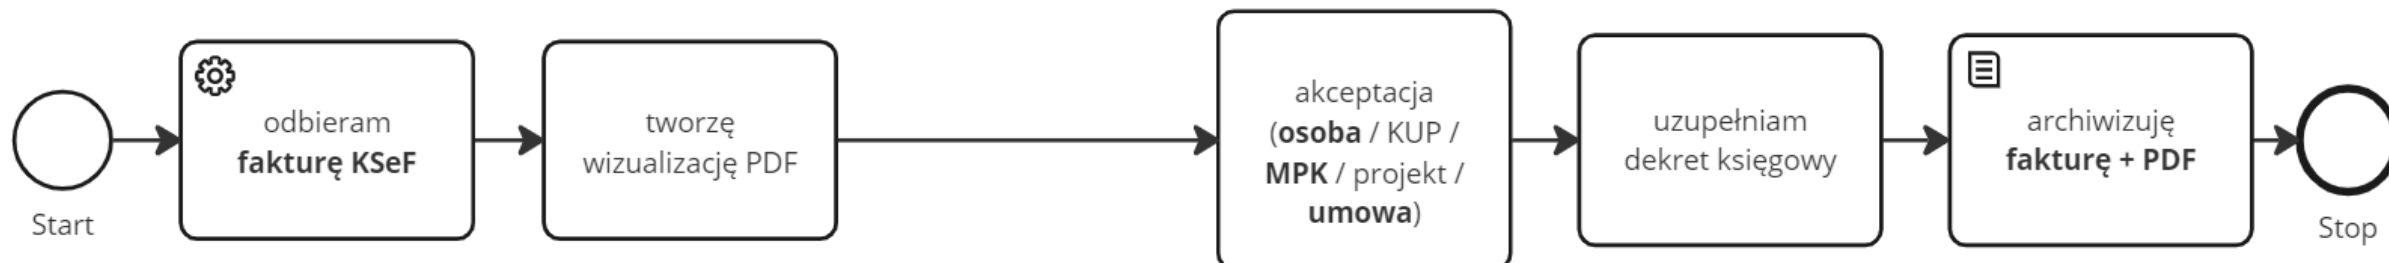 Start
odbieram
fakturę KSeF
tworzę
wizualizację PDF
akceptacja
(osoba / KUP /
MPK / projekt /
umowa)
uzupełniam
dekret księgowy
archiwizuję
fakturę + PDF
Stop